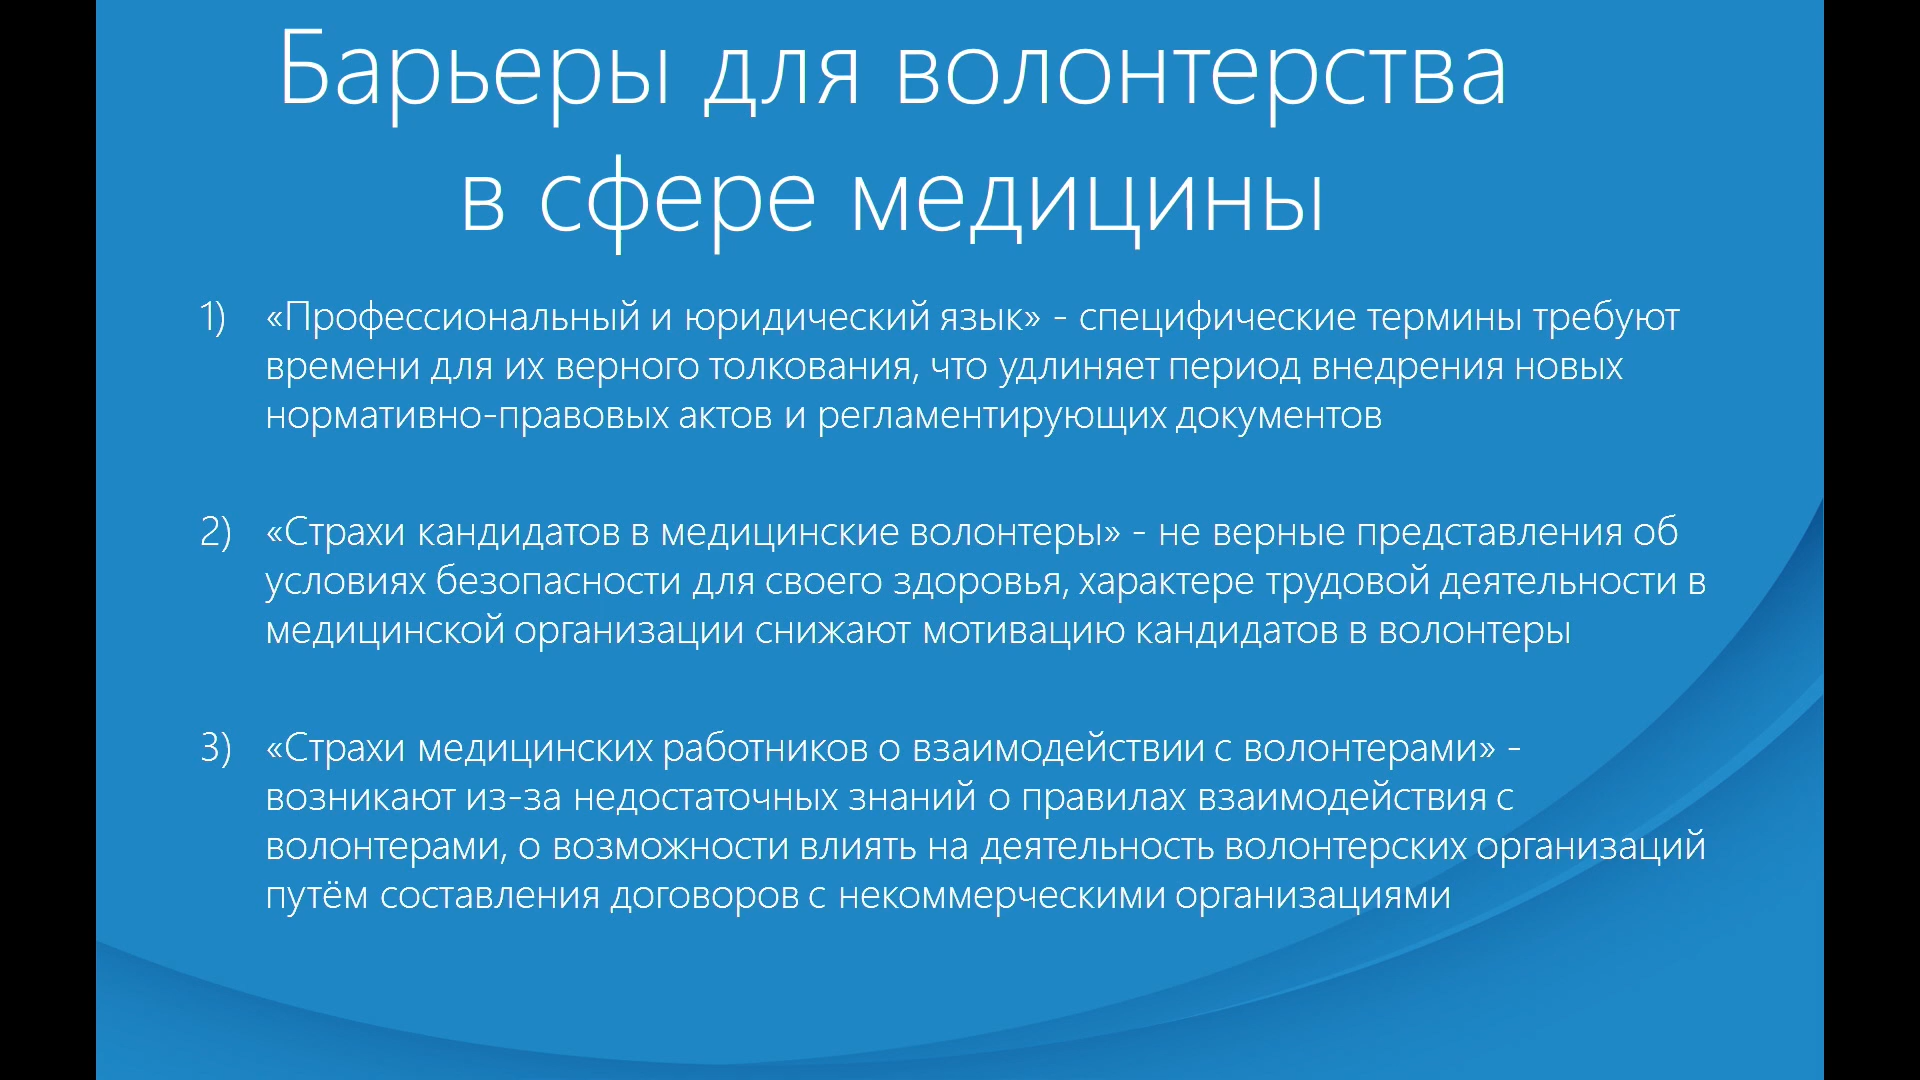 Барьеры для волонтерства
в сфере медицины
1) «Профессиональный и юридический язык» - специфические термины требуют
времени для их верного толкования, что удлиняет период внедрения новых
нормативно-правовых актов и регламентирующих документов
2) «Страхи кандидатов в медицинские волонтеры» - не верные представления об
условиях безопасности для своего здоровья, характере трудовой деятельности в
медицинской организации снижают мотивацию кандидатов в волонтеры
3) «Страхи медицинских работников о взаимодействии с волонтерами» -
возникают из-за недостаточных знаний о правилах взаимодействия с
волонтерами, о возможности влиять на деятельность волонтерских организаций
путём составления договоров с некоммерческими организациями